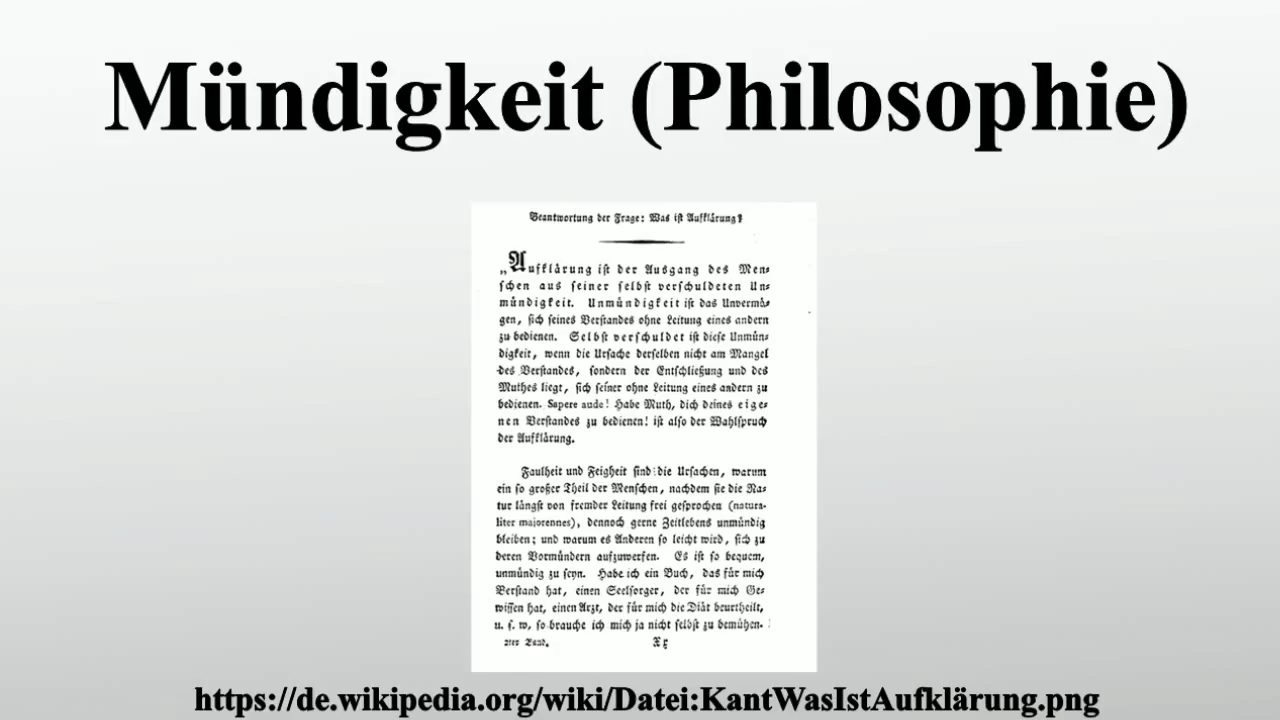 Mündigkeit (Philosophie)
Beantwortung der Frage: Was ist Aufklärung?
„Aufklärung ist der Ausgang des Men-
schen aus seiner selbst verschuldeten Un-
mündigkeit. Unmündigkeit ist das Unvermö-
gen, sich seines Verstandes ohne Leitung eines andern
zu bedienen. Selbst verschuldet ist diese Unmün-
digkeit, wenn die Ursache derselben nicht am Mangel
des Verstandes, sondern der Entschließung und des
Muthes liegt, sich seiner ohne Leitung eines andern zu
bedienen. Sapere aude! Habe Muth, dich deines eige-
nen Verstandes zu bedienen! ist also der Wahlspruch
der Aufklärung.
Faulheit und Feigheit sind die Ursachen, warum
ein so großer Theil der Menschen, nachdem sie die Na-
tur längst von fremder Leitung frei gesprochen (natura-
liter majorennes), dennoch gerne Zeitlebens unmündig
bleiben; und warum es Anderen so leicht wird, sich zu
deren Vormündern aufzuwerfen. Es ist so bequem,
unmündig zu seyn. Habe ich ein Buch, das für mich
Verstand hat, einen Seelsorger, der für mich Ge-
wissen hat, einen Arzt, der für mich die Diät beurtheilt,
u. s. w, so brauche ich mich ja nicht selbst zu bemühen.
2ter Band. Xx
https://de.wikipedia.org/wiki/Datei:KantWasIstAufklärung.png